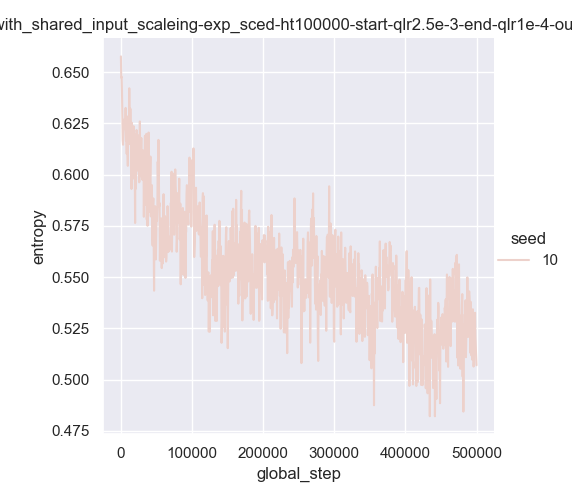 with_shared_input_scaleing-exp_sced-ht100000-start-qlr2.5e-3-end-qlr1e-4-ou
0.650
0.625
0.600
0.575
0.550
0.525
0.500
0.475
entropy
0 100000 200000 300000 400000 500000
global_step
seed
10